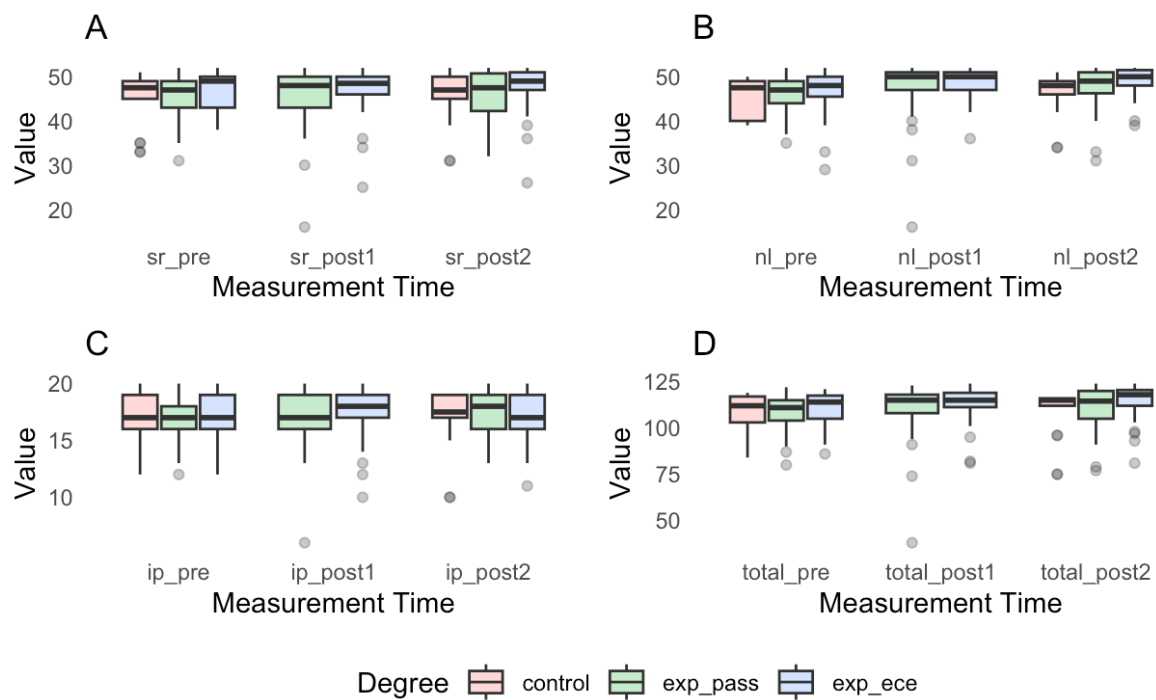 A
Value
50
40
30
20
sr_pre sr_post1 sr_post2
Measurement Time
B
Value
50
40
30
20
nl_pre nl_post1 nl_post2
Measurement Time
C
Value
20
15
10
ip_pre ip_post1 ip_post2
Measurement Time
D
Value
125
100
75
50
total_pre total_post1 total_post2
Measurement Time
Degree control exp_pass exp_ece